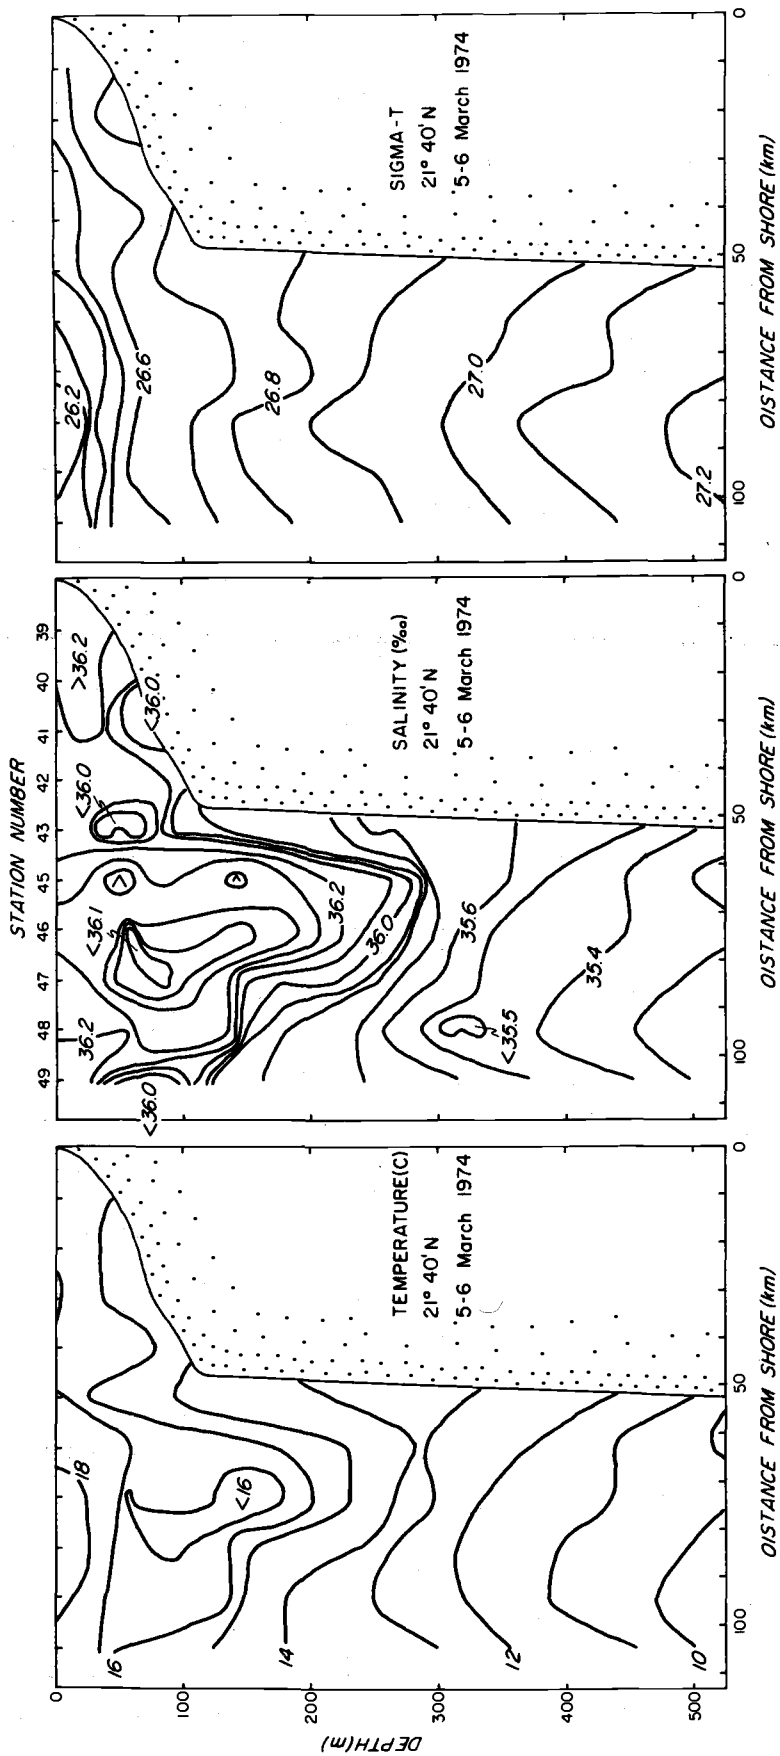 STATION NUMBER
49 48 47 46 45 43 42 41 40 39
0
100
200
300
400
500
DEPTH (m)
18
<16
16
14
12
10
TEMPERATURE(C)
21° 40'N
5-6 March 1974
100 50 0
DISTANCE FROM SHORE (km)
36.2
<36.0
<36.1
<36.0
>36.2
<36.0
36.2
36.0
35.6
<35.5
35.4
SALINITY (‰)
21° 40'N
5-6 March 1974
100 50 0
DISTANCE FROM SHORE (km)
26.2
26.6
26.8
27.0
27.2
SIGMA-T
21° 40'N
5-6 March 1974
100 50 0
DISTANCE FROM SHORE (km)